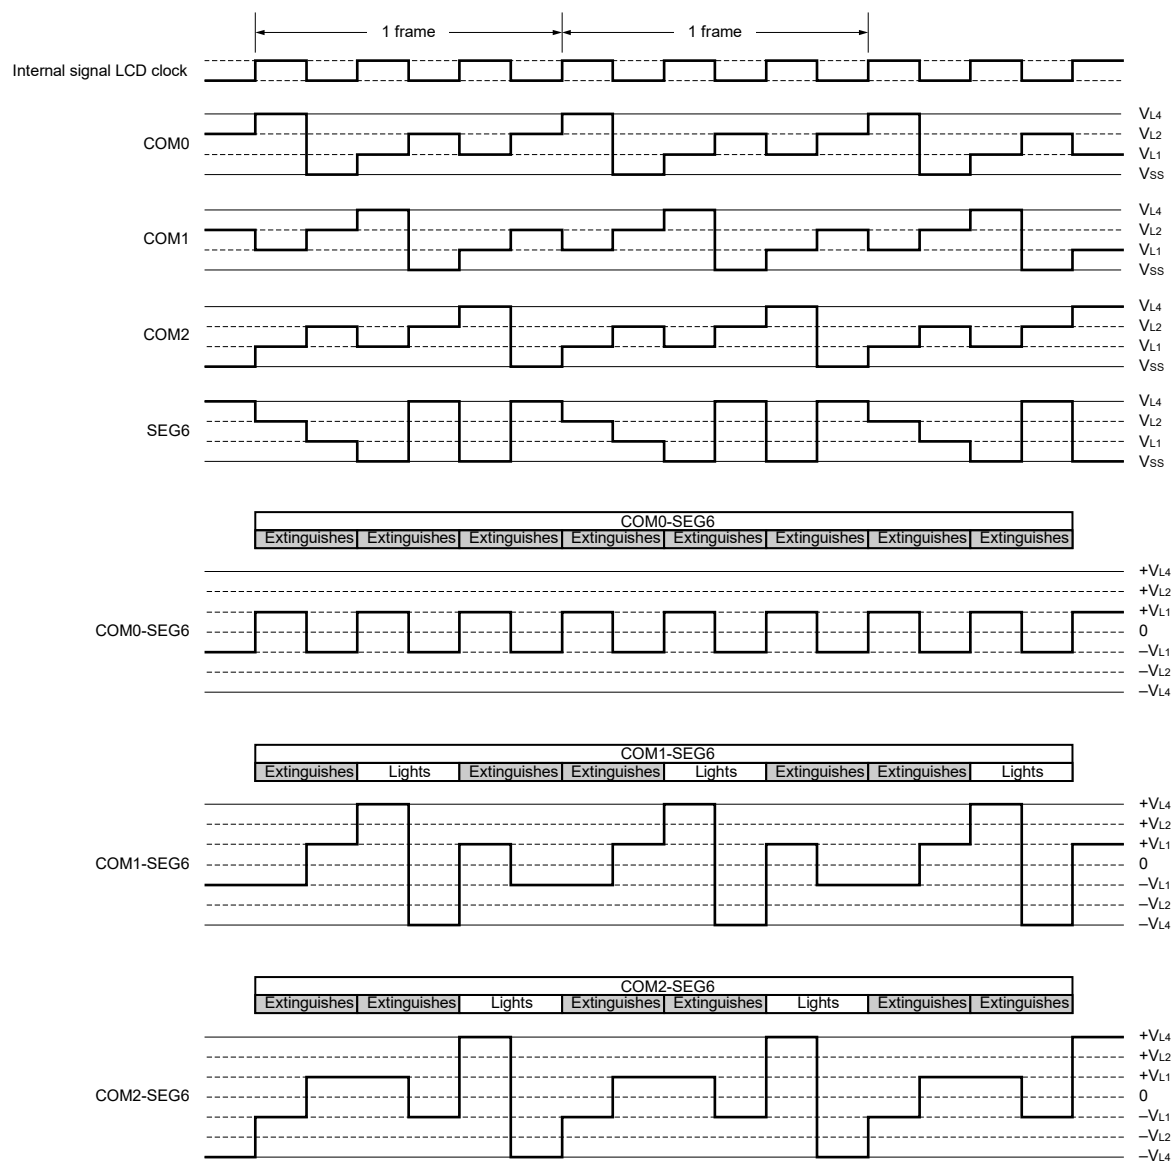 1 frame 1 frame
Internal signal LCD clock
COM0
VL4
VL2
VL1
VSS
COM1
VL4
VL2
VL1
VSS
COM2
VL4
VL2
VL1
VSS
SEG6
VL4
VL2
VL1
VSS
COM0-SEG6
Extinguishes Extinguishes Extinguishes Extinguishes Extinguishes Extinguishes Extinguishes Extinguishes
COM0-SEG6
+VL4
+VL2
+VL1
0
–VL1
–VL2
–VL4
COM1-SEG6
Extinguishes Lights Extinguishes Extinguishes Lights Extinguishes Extinguishes Lights
COM1-SEG6
+VL4
+VL2
+VL1
0
–VL1
–VL2
–VL4
COM2-SEG6
Extinguishes Extinguishes Lights Extinguishes Extinguishes Lights Extinguishes Extinguishes
COM2-SEG6
+VL4
+VL2
+VL1
0
–VL1
–VL2
–VL4